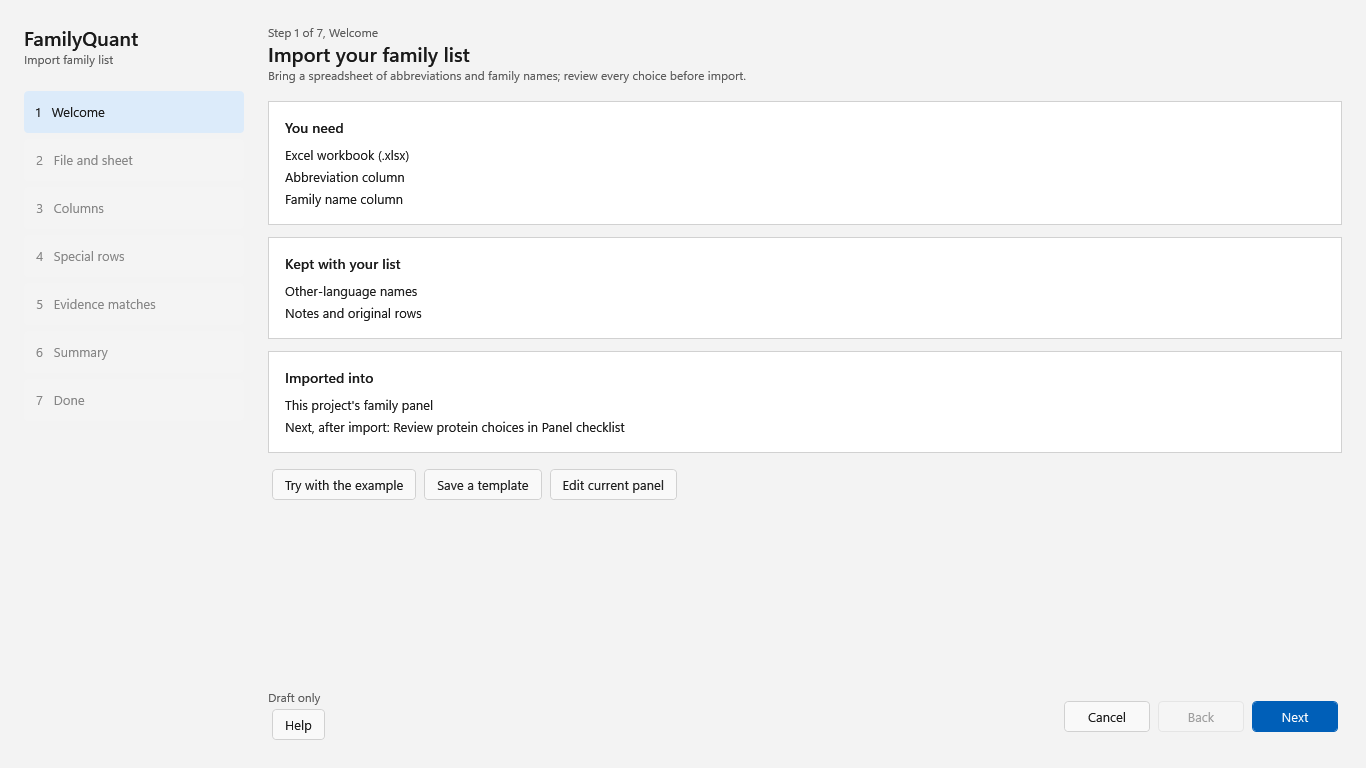 FamilyQuant
Import family list
1 Welcome
2 File and sheet
3 Columns
4 Special rows
5 Evidence matches
6 Summary
7 Done
Step 1 of 7, Welcome
Import your family list
Bring a spreadsheet of abbreviations and family names; review every choice before import.
You need
Excel workbook (.xlsx)
Abbreviation column
Family name column
Kept with your list
Other-language names
Notes and original rows
Imported into
This project's family panel
Next, after import: Review protein choices in Panel checklist
Try with the example
Save a template
Edit current panel
Draft only
Help
Cancel
Back
Next